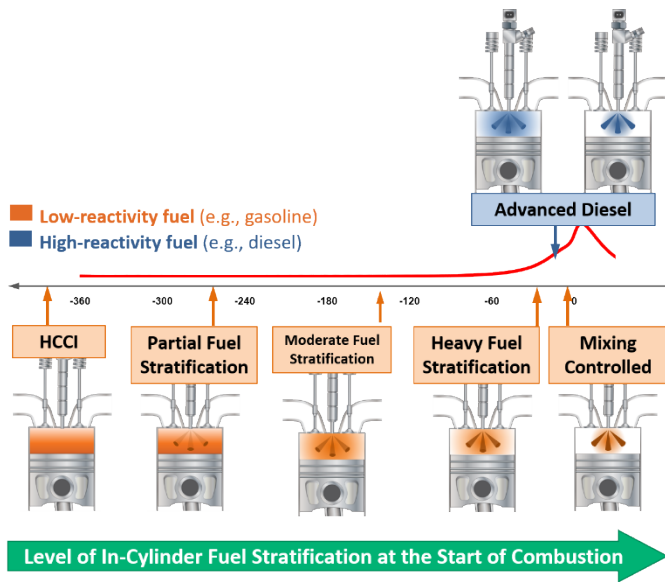 Low-reactivity fuel (e.g., gasoline)
High-reactivity fuel (e.g., diesel)
Advanced Diesel
-360
-300
-240
-180
-120
-60
0
HCCI
Partial Fuel
Stratification
Moderate Fuel
Stratification
Heavy Fuel
Stratification
Mixing
Controlled
Level of In-Cylinder Fuel Stratification at the Start of Combustion